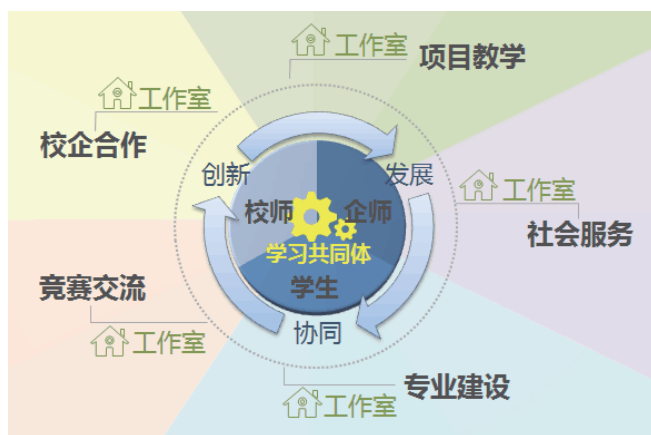 工作室
项目教学
工作室
校企合作
创新
发展
校师
企师
学习共同体
学生
协同
工作室
社会服务
竞赛交流
工作室
专业建设
工作室